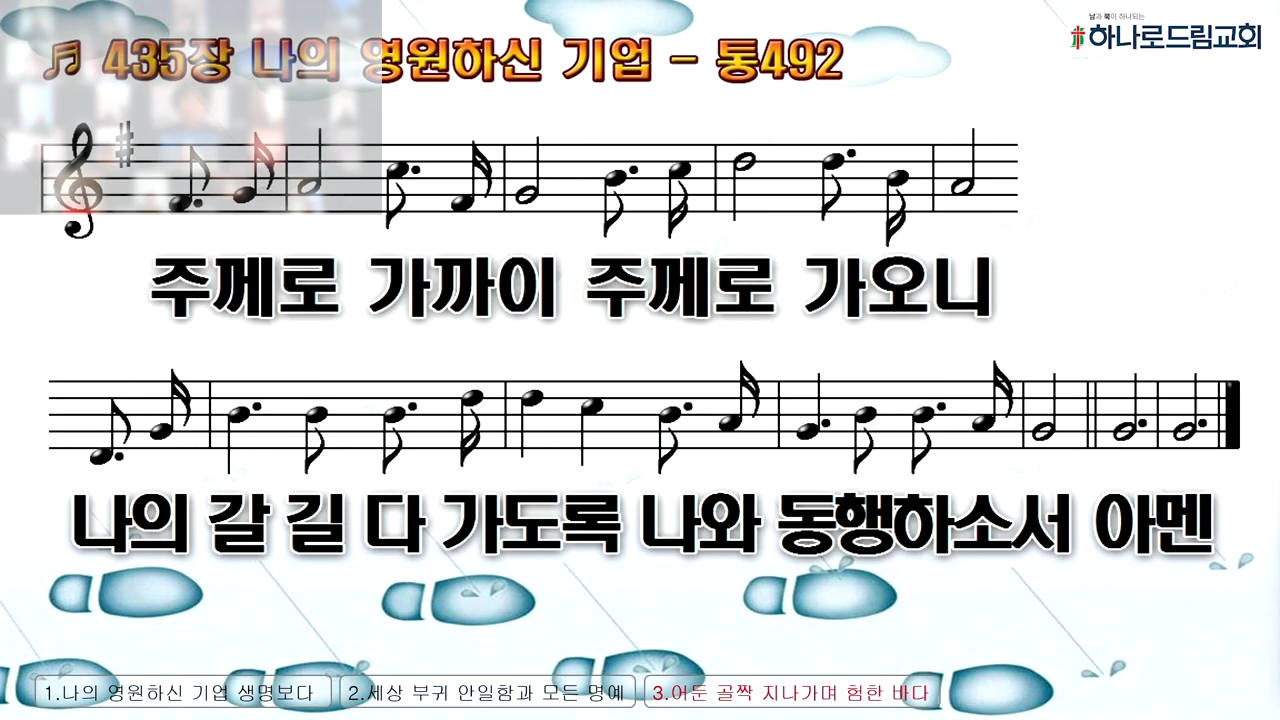 ♬ 435장 나의 영원하신 기업 - 통492
남과 북이 하나되는
하나로드림교회
주께로 가까이 주께로 가오니
나의 갈 길 다 가도록 나와 동행하소서 아멘
1.나의 영원하신 기업 생명보다 2.세상 부귀 안일함과 모든 명예 3.어둔 골짝 지나가며 험한 바다